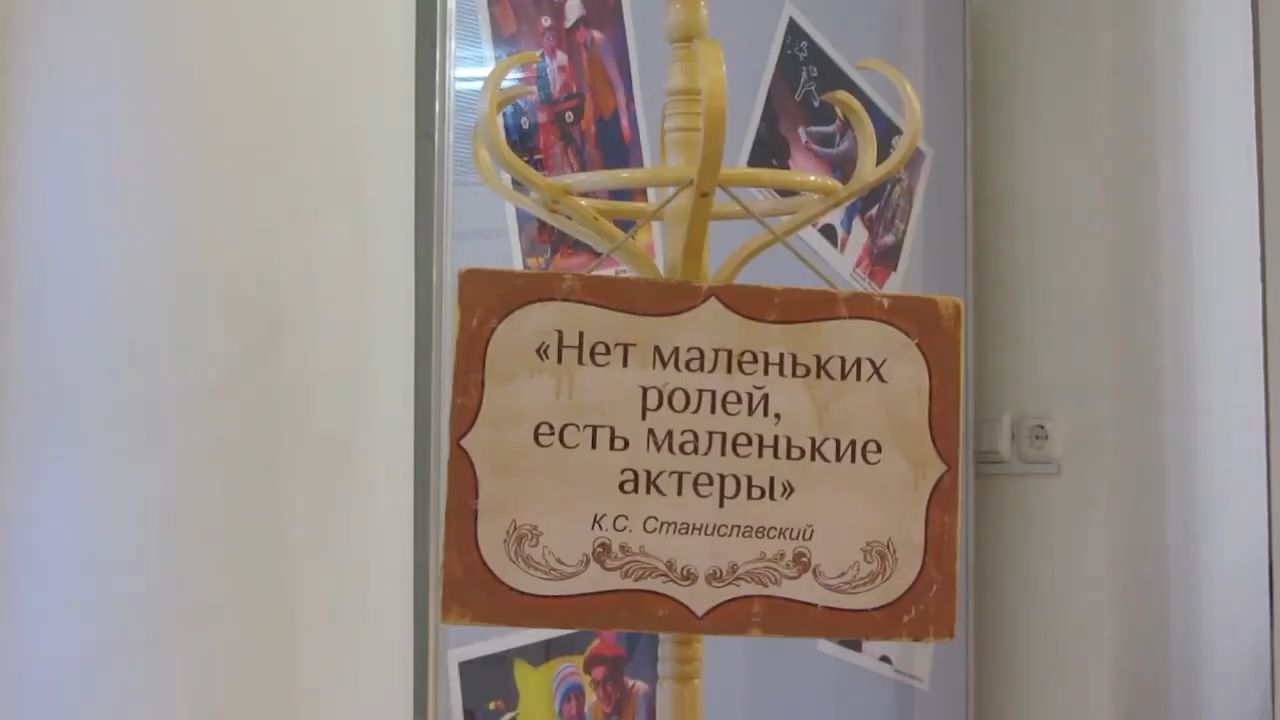 «Нет маленьких
ролей,
есть маленькие
актеры»
К.С. Станиславский